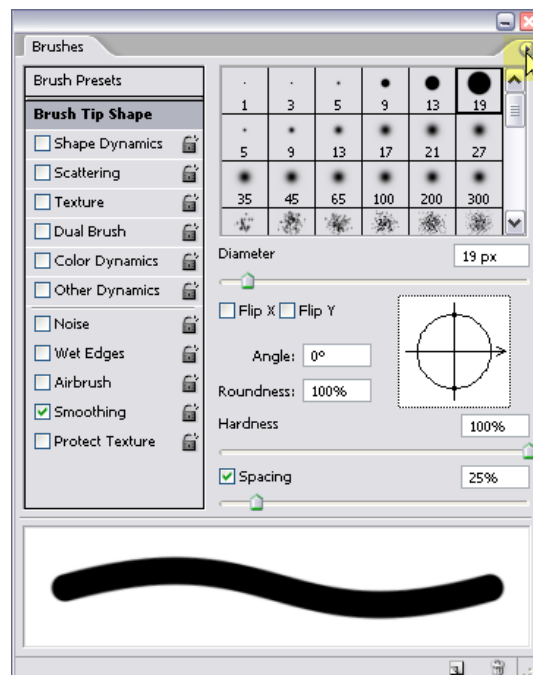 Brushes
Brush Presets
Brush Tip Shape
Shape Dynamics
Scattering
Texture
Dual Brush
Color Dynamics
Other Dynamics
Noise
Wet Edges
Airbrush
Smoothing
Protect Texture
1 3 5 9 13 19
5 9 13 17 21 27
35 45 65 100 200 300
Diameter 19 px
Flip X Flip Y
Angle: 0º
Roundness: 100%
Hardness 100%
Spacing 25%